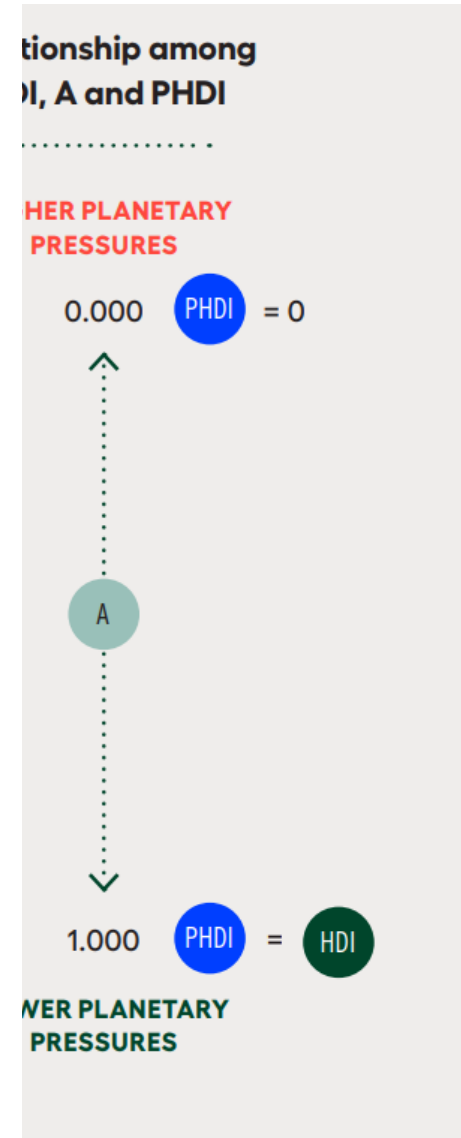 tionship among
I, A and PHDI
HER PLANETARY
PRESSURES
0.000 PHDI = 0
A
1.000 PHDI = HDI
WER PLANETARY
PRESSURES